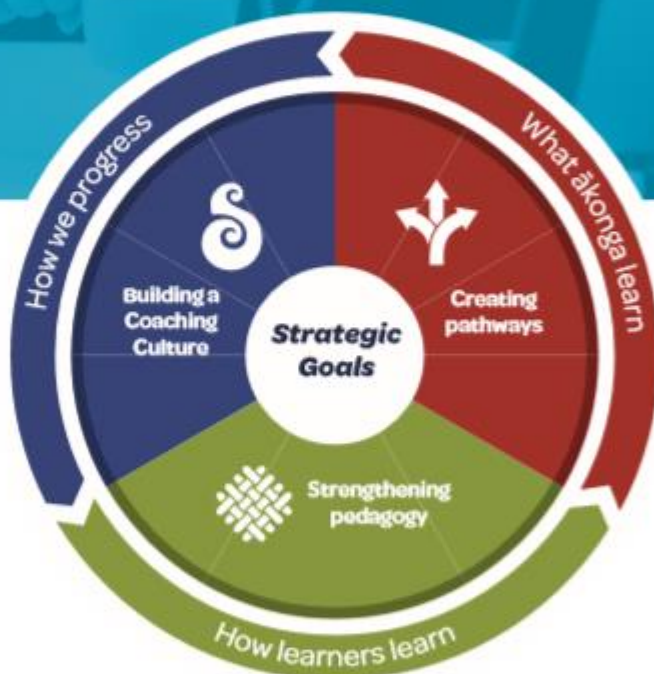 How we progress
What ākonga learn
Building a
Coaching
Culture
Creating
pathways
Strategic
Goals
Strengthening
pedagogy
How learners learn